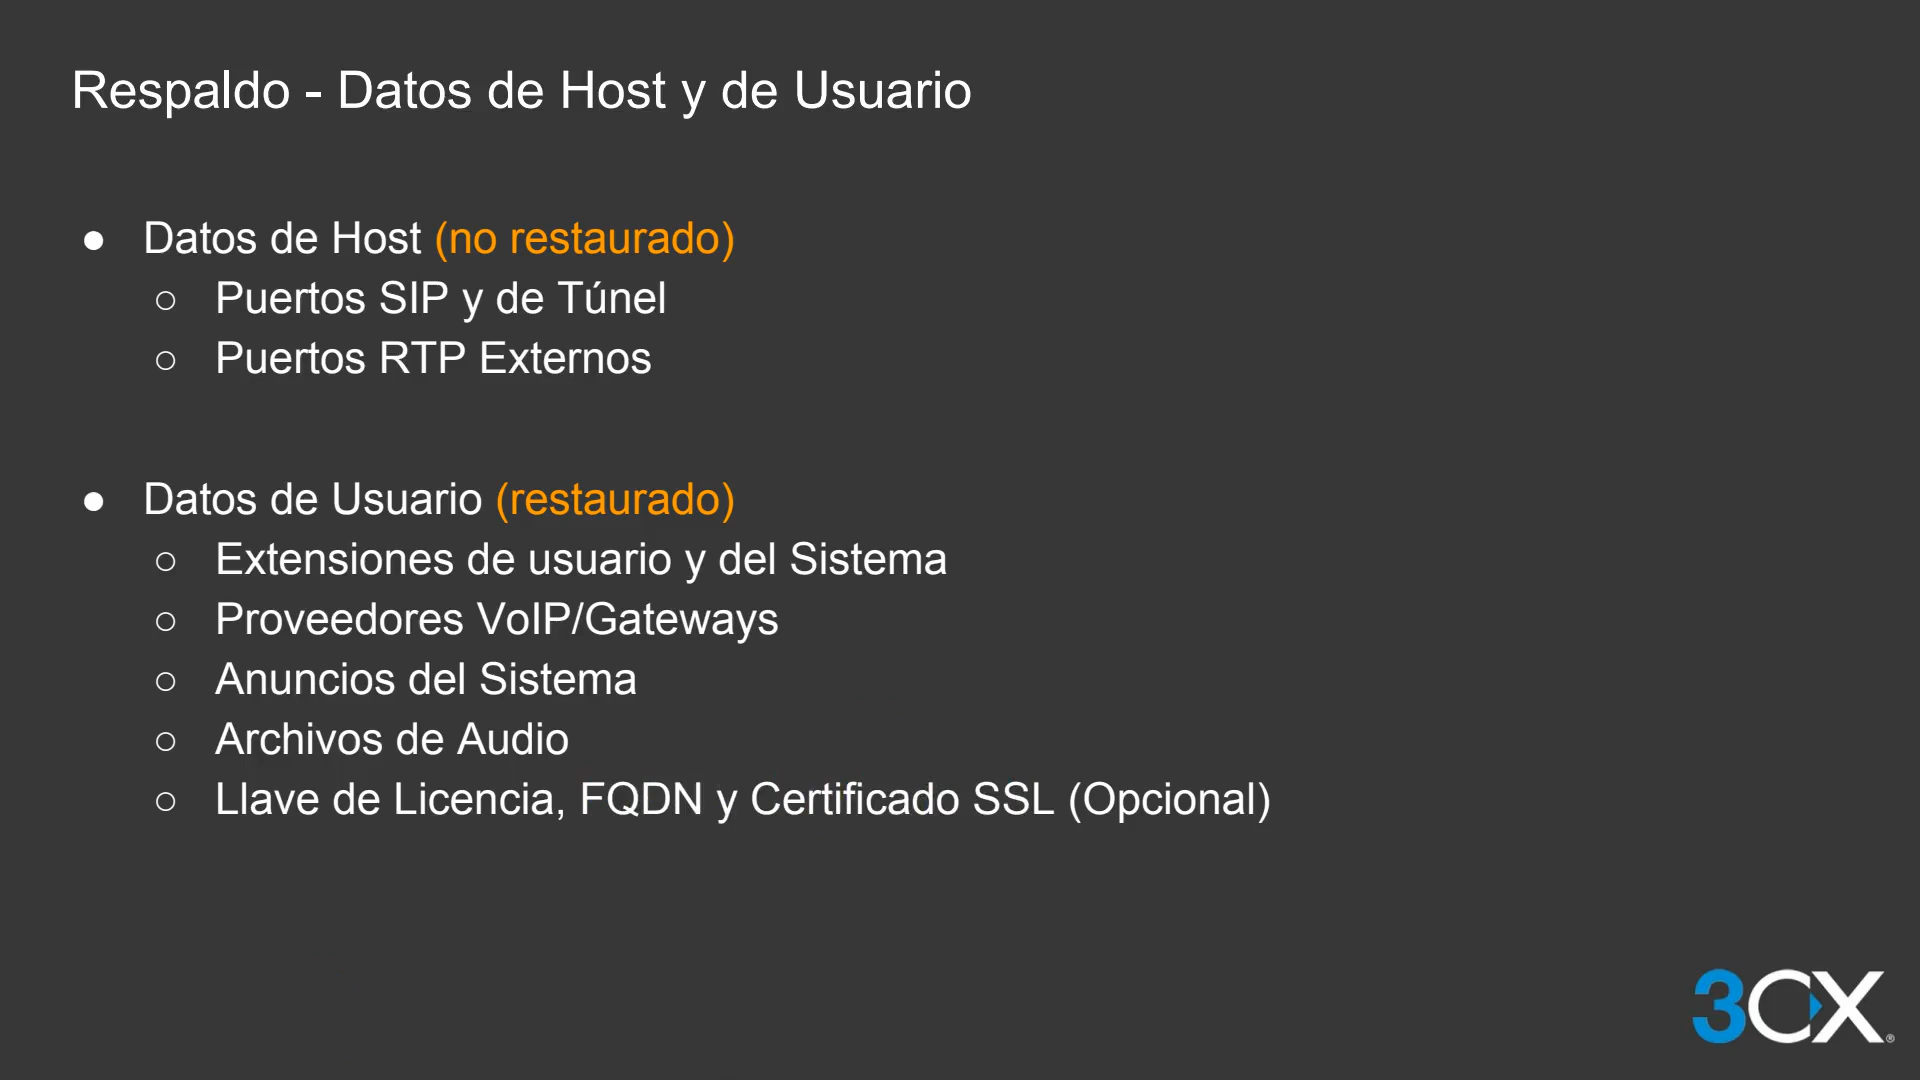 Respaldo - Datos de Host y de Usuario
● Datos de Host (no restaurado)
○ Puertos SIP y de Túnel
○ Puertos RTP Externos
● Datos de Usuario (restaurado)
○ Extensiones de usuario y del Sistema
○ Proveedores VoIP/Gateways
○ Anuncios del Sistema
○ Archivos de Audio
○ Llave de Licencia, FQDN y Certificado SSL (Opcional)
3CX®